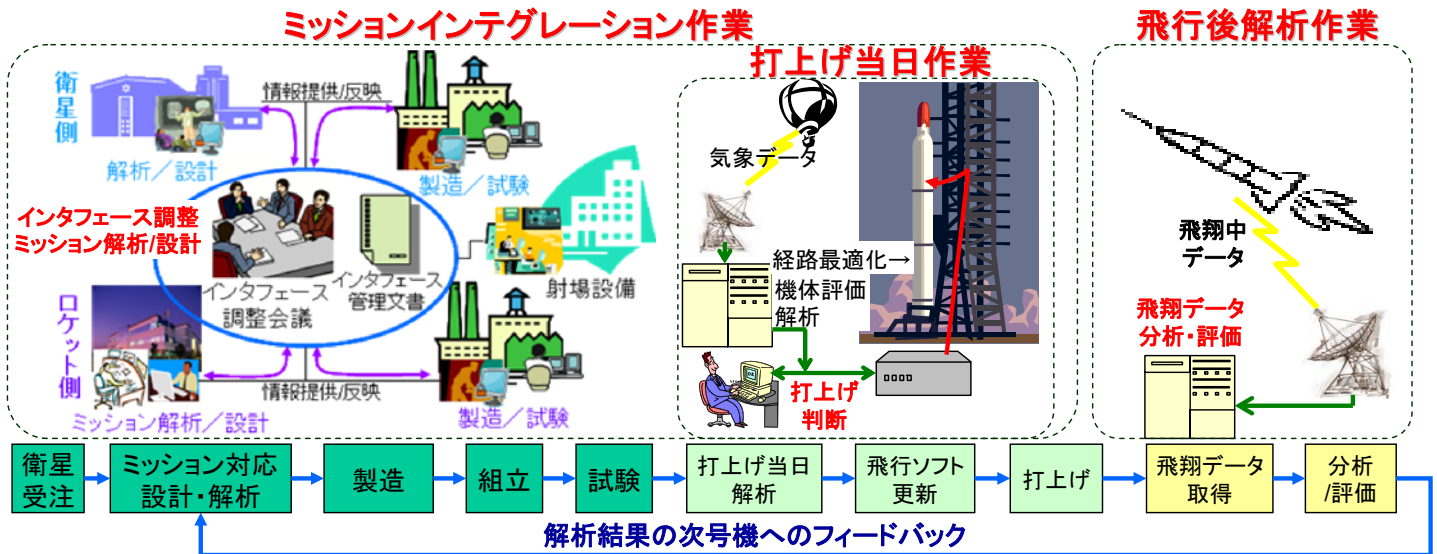 ミッションインテグレーション作業
飛行後解析作業
打上げ当日作業
衛星側
情報提供/反映
解析／設計
製造／試験
インタフェース調整
ミッション解析/設計
インタフェース
調整会議
インタフェース
管理文書
射場設備
ロケット側
情報提供/反映
ミッション解析／設計
製造／試験
気象データ
経路最適化→
機体評価
解析
打上げ
判断
飛翔中
データ
飛翔データ
分析・評価
衛星
受注
ミッション対応
設計・解析
製造
組立
試験
打上げ当日
解析
飛行ソフト
更新
打上げ
飛翔データ
取得
分析
/評価
解析結果の次号機へのフィードバック